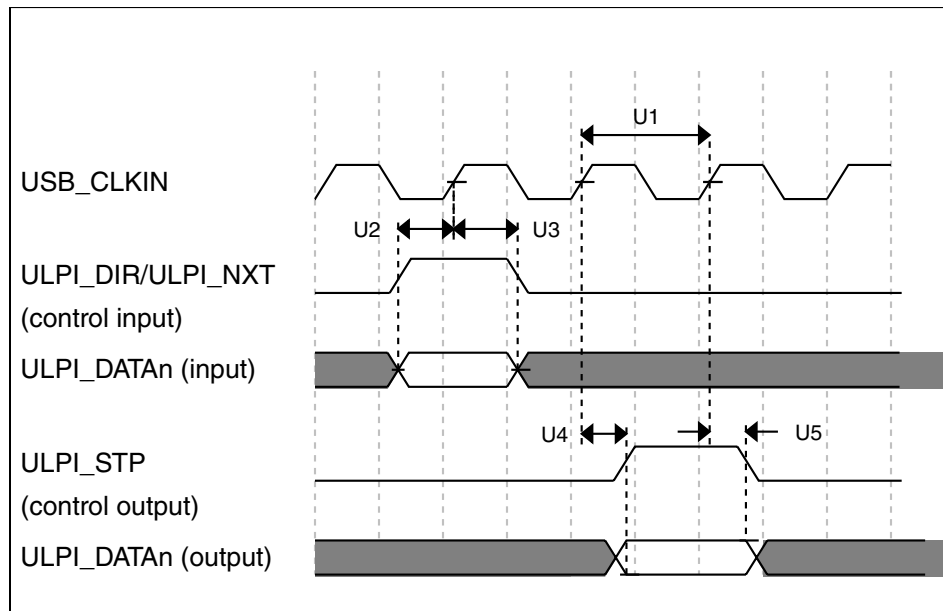 U1
USB_CLKIN
U2
U3
ULPI_DIR/ULPI_NXT
(control input)
ULPI_DATAn (input)
U4
U5
ULPI_STP
(control output)
ULPI_DATAn (output)